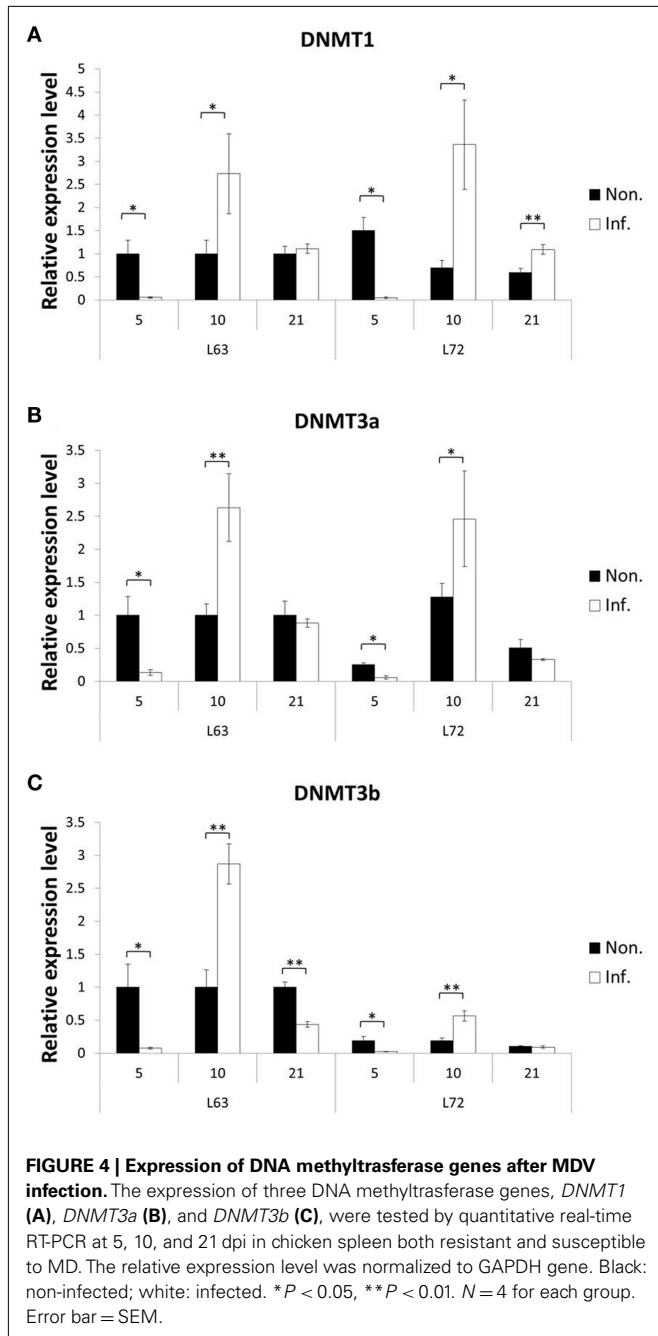 A
DNMT1
Relative expression level
5
4.5
4
3.5
3
2.5
2
1.5
1
0.5
0
* * * * **
Non.
Inf.
5 10 21 5 10 21
L63 L72
B
DNMT3a
Relative expression level
3.5
3
2.5
2
1.5
1
0.5
0
* ** * *
Non.
Inf.
5 10 21 5 10 21
L63 L72
C
DNMT3b
Relative expression level
3.5
3
2.5
2
1.5
1
0.5
0
* ** ** * **
Non.
Inf.
5 10 21 5 10 21
L63 L72
FIGURE 4 | Expression of DNA methyltrasferase genes after MDV
infection. The expression of three DNA methyltrasferase genes, DNMT1
(A), DNMT3a (B), and DNMT3b (C), were tested by quantitative real-time
RT-PCR at 5, 10, and 21 dpi in chicken spleen both resistant and susceptible
to MD. The relative expression level was normalized to GAPDH gene. Black:
non-infected; white: infected. *P < 0.05, **P < 0.01. N = 4 for each group.
Error bar = SEM.